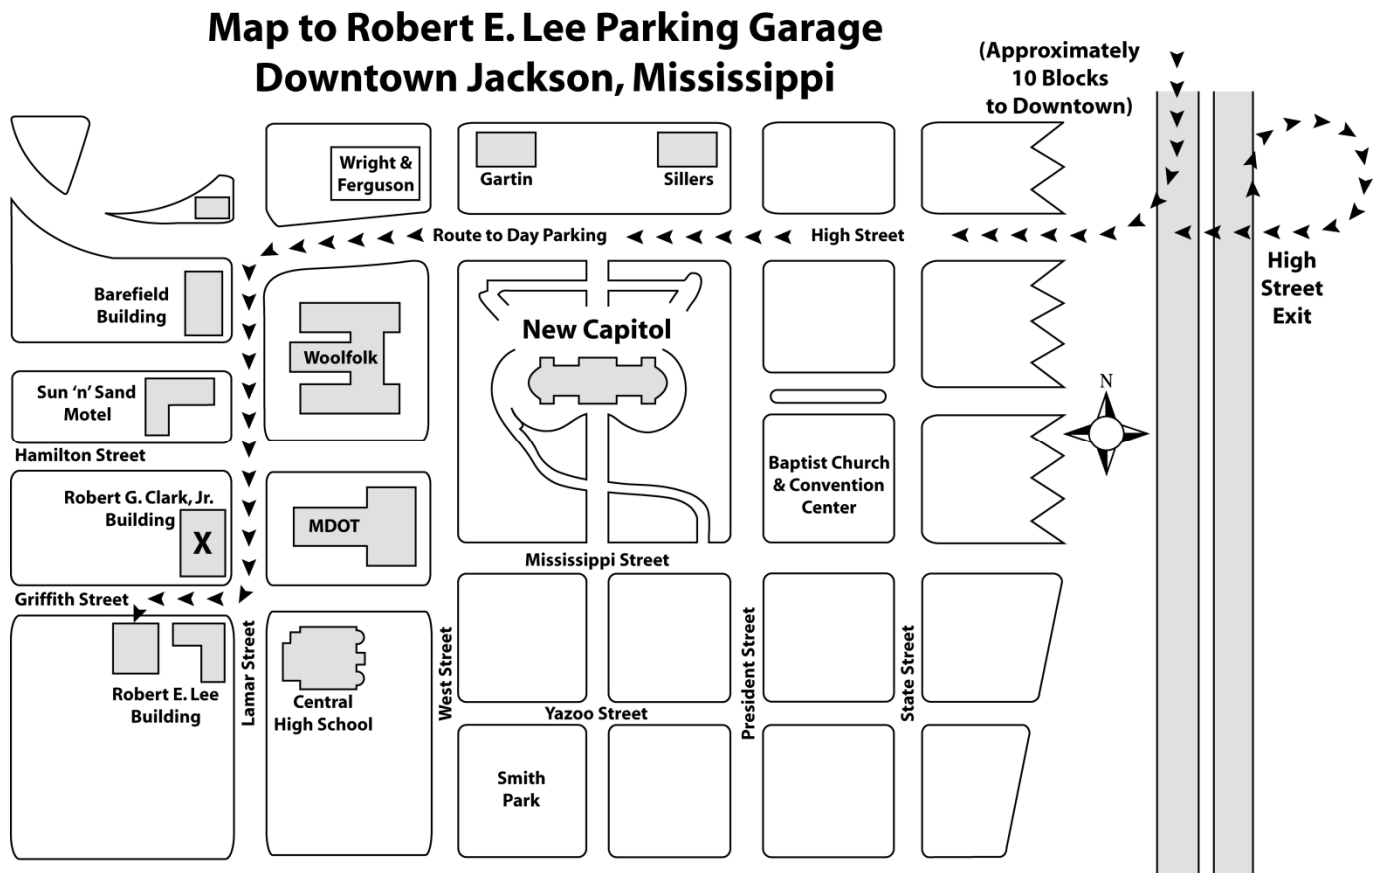 Map to Robert E. Lee Parking Garage
Downtown Jackson, Mississippi
(Approximately
10 Blocks
to Downtown)
Wright &
Ferguson
Gartin
Sillers
Route to Day Parking
High Street
High
Street
Exit
Barefield
Building
Woolfolk
New Capitol
Sun ‘n’ Sand
Motel
N
Hamilton Street
Baptist Church
& Convention
Center
Robert G. Clark, Jr.
Building
X
MDOT
Mississippi Street
Griffith Street
Robert E. Lee
Building
Lamar Street
Central
High School
West Street
Yazoo Street
President Street
State Street
Smith
Park